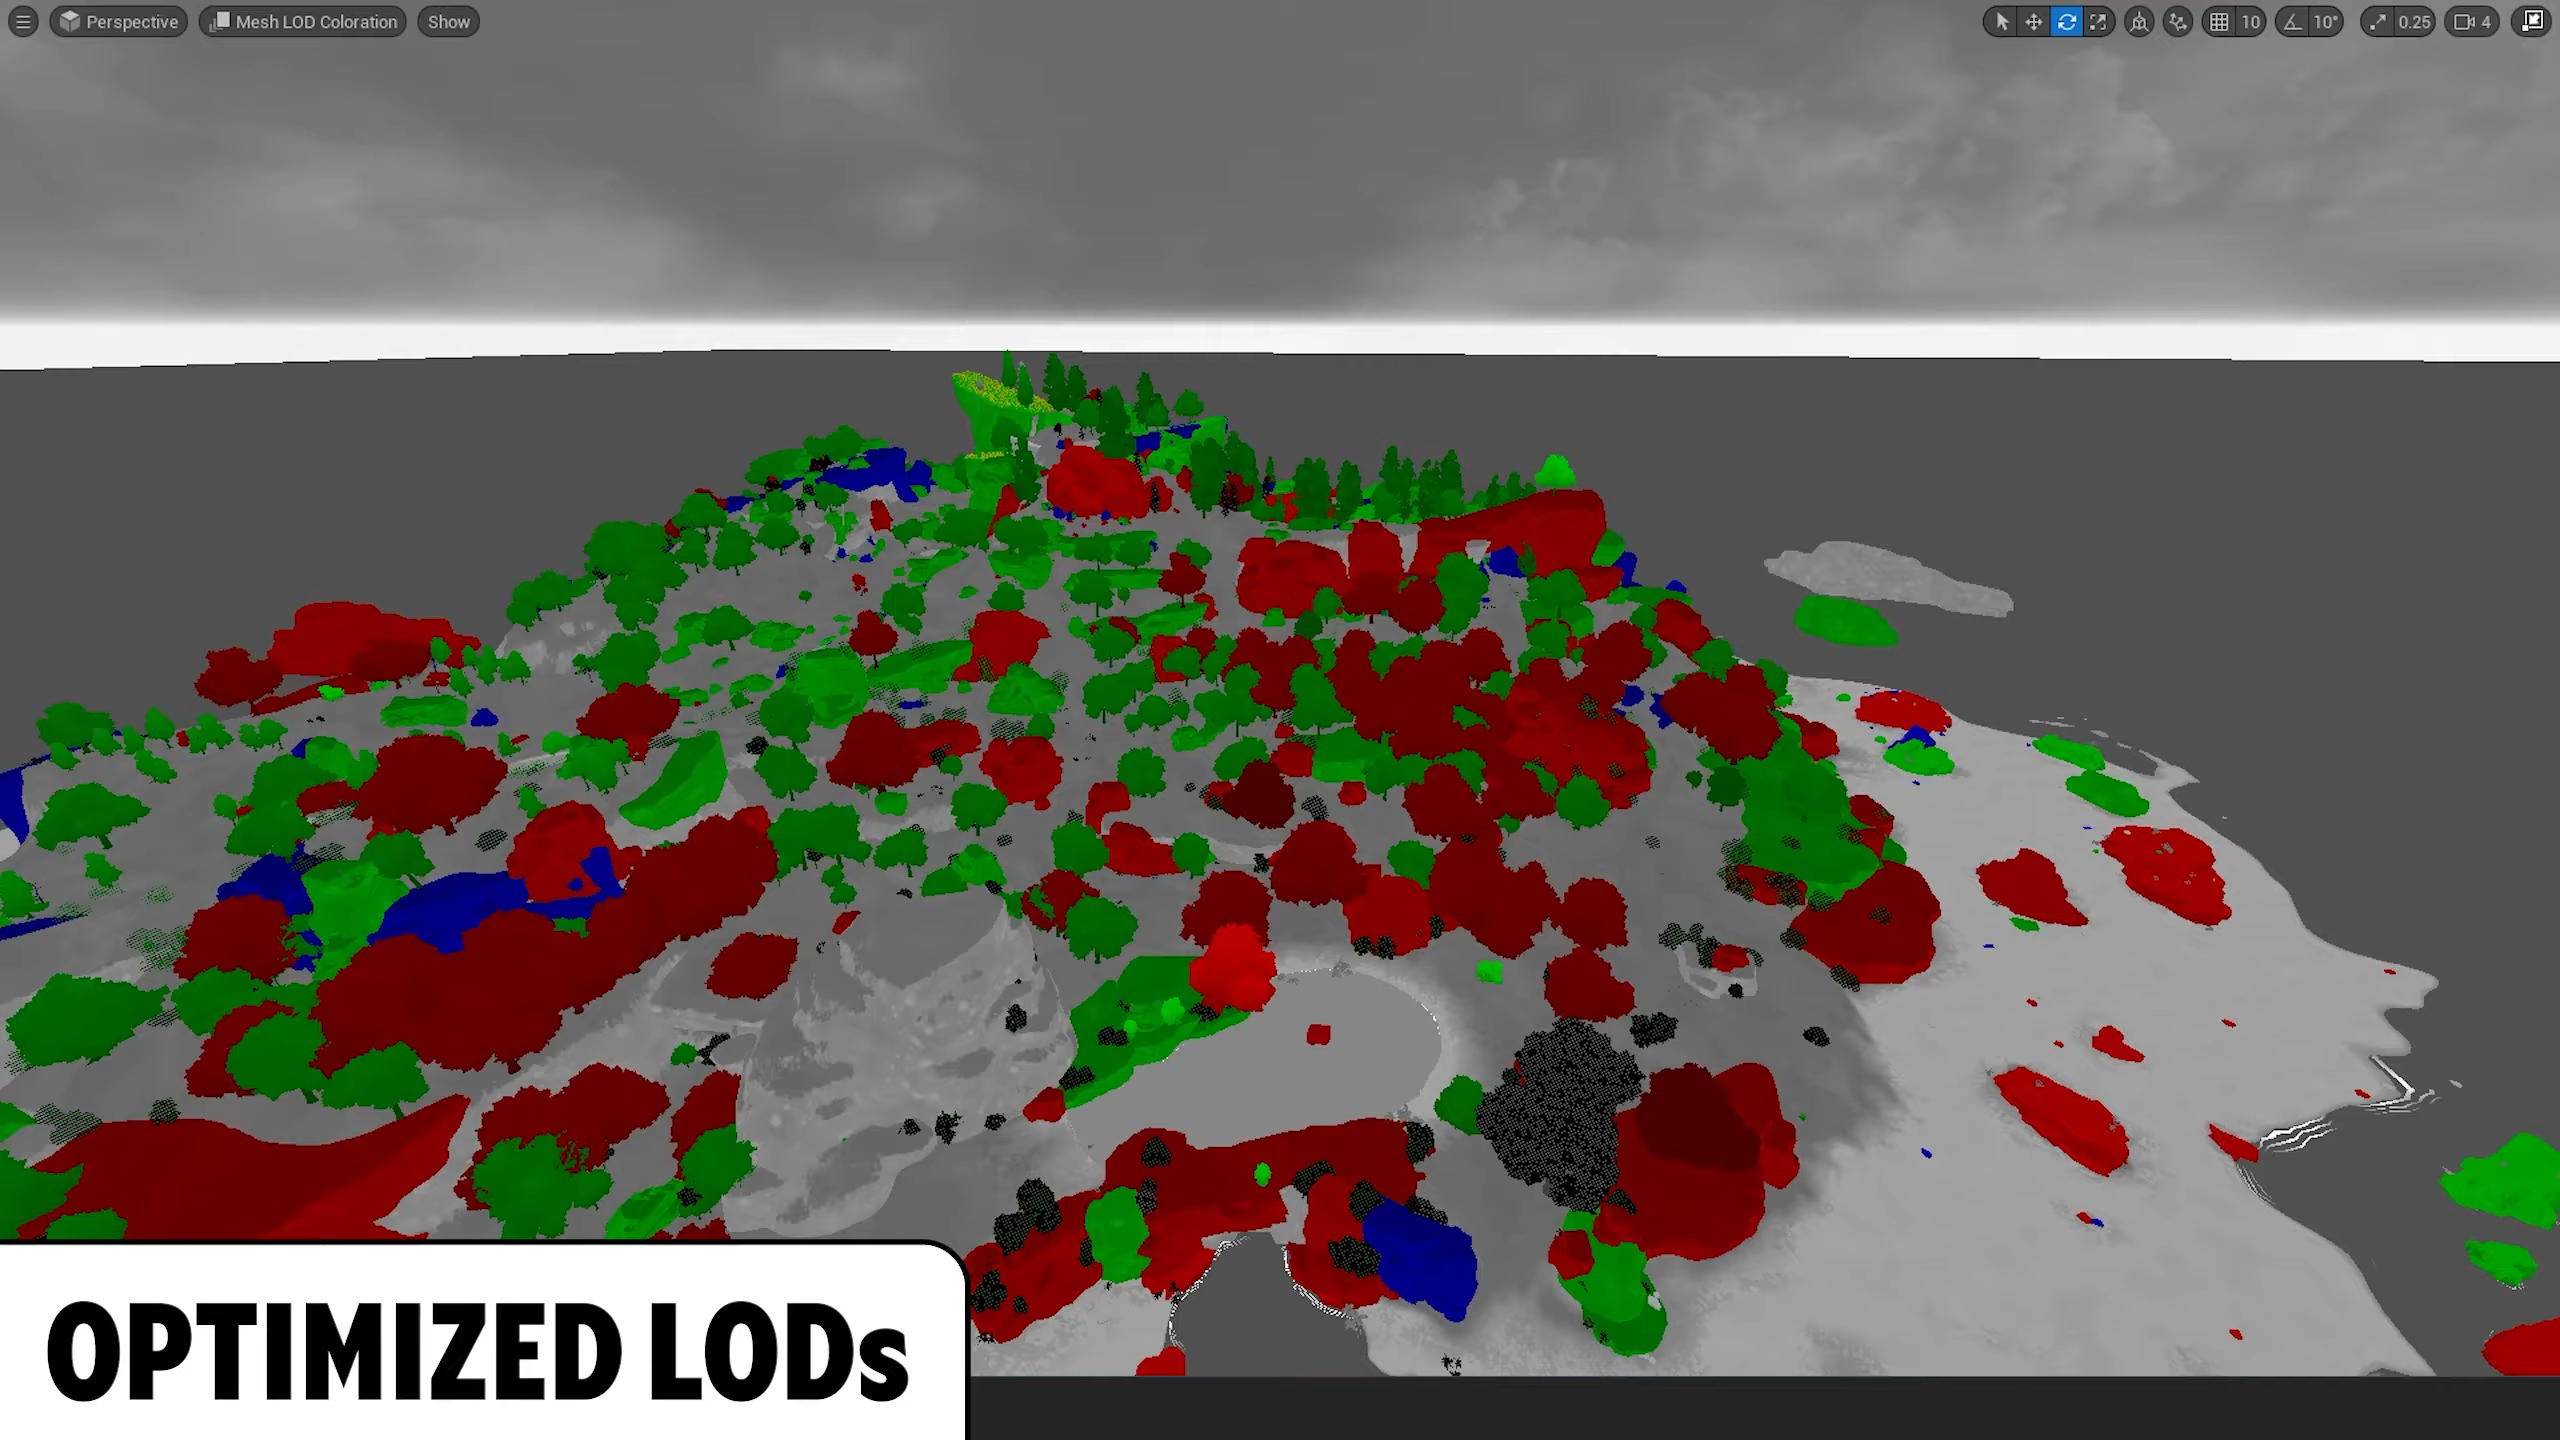 Perspective
Mesh LOD Coloration
Show
10
10°
0.25
4
OPTIMIZED LODs